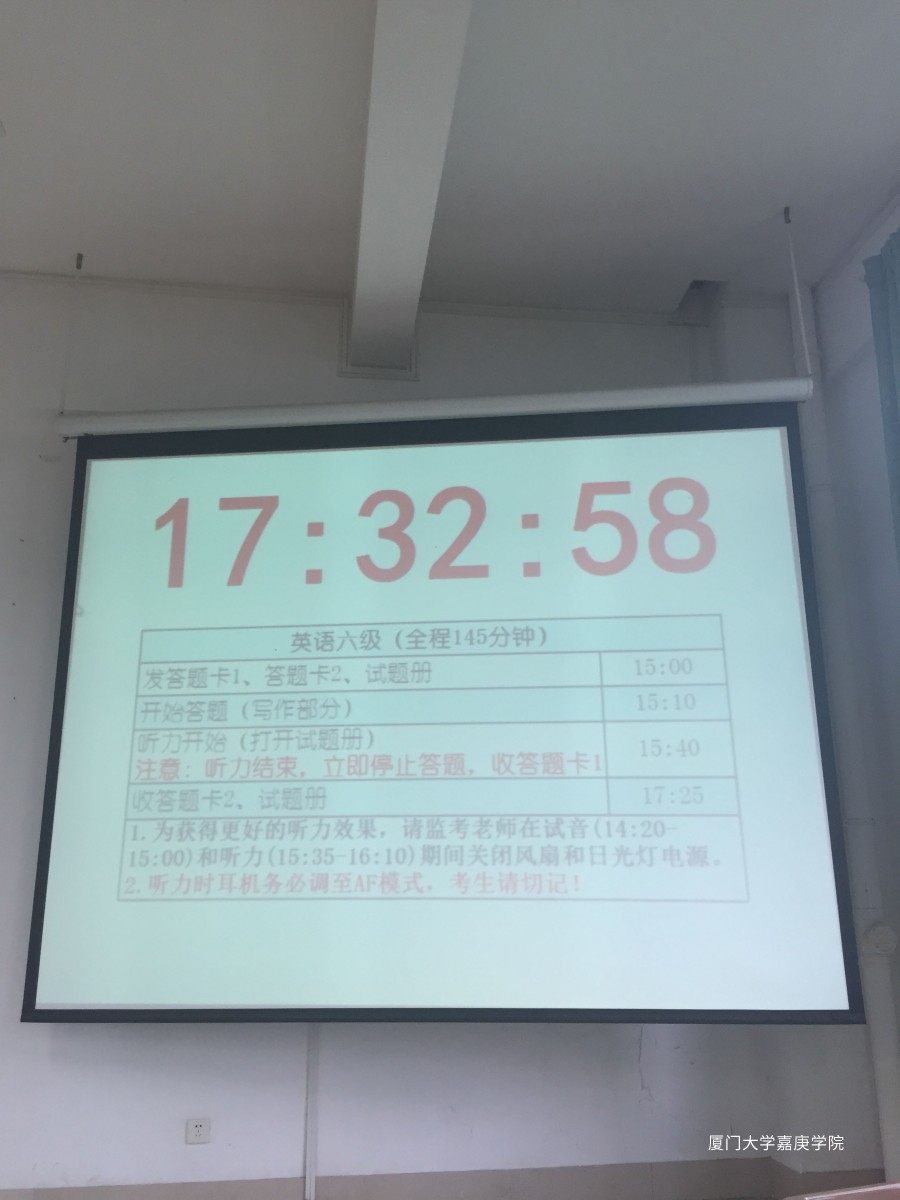 17:32:58
英语六级（全程145分钟）
发答题卡1、答题卡2、试题册 15:00
开始答题（写作部分） 15:10
听力开始（打开试题册） 15:40
注意：听力结束，立即停止答题，收答题卡1
收答题卡2、试题册 17:25
1.为获得更好的听力效果，请监考老师在试音(14:20-
15:00)和听力(15:35-16:10)期间关闭风扇和日光灯电源。
2.听力时耳机务必调至AF模式，考生请切记！
厦门大学嘉庚学院